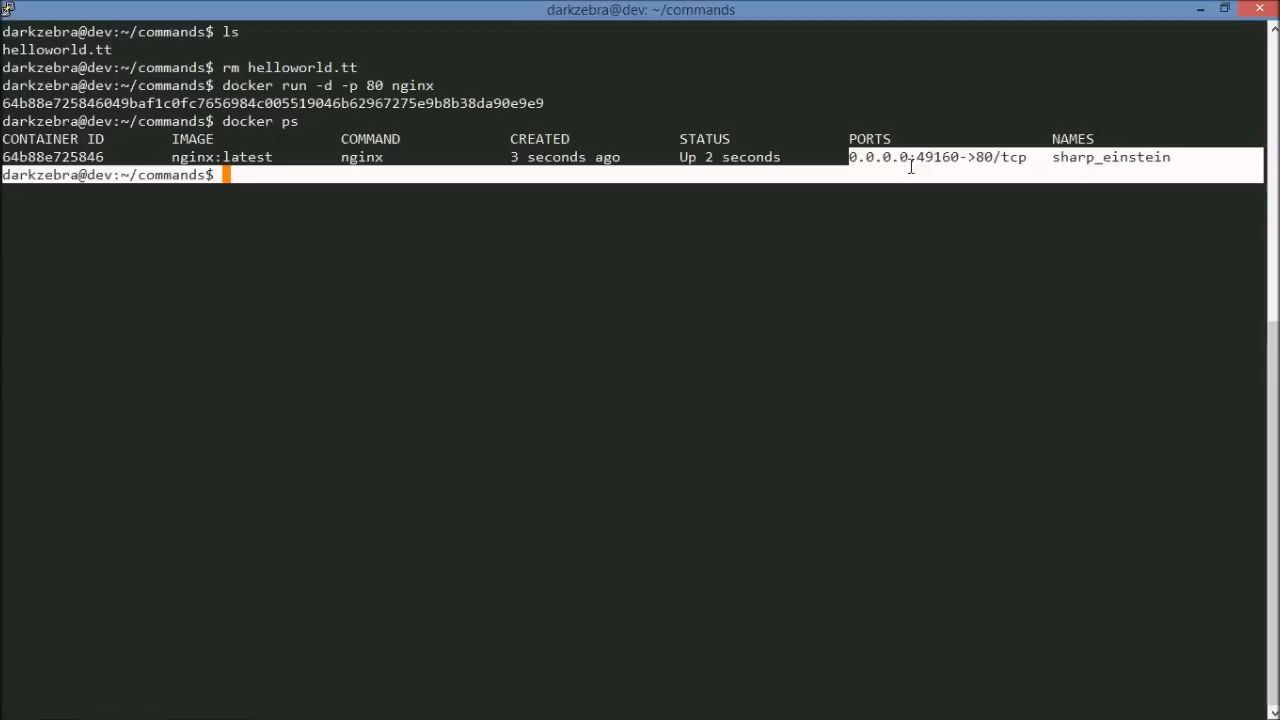 darkzebra@dev: ~/commands
darkzebra@dev:~/commands$ ls
helloworld.tt
darkzebra@dev:~/commands$ rm helloworld.tt
darkzebra@dev:~/commands$ docker run -d -p 80 nginx
64b88e725846049baf1c0fc7656984c005519046b62967275e9b8b38da90e9e9
darkzebra@dev:~/commands$ docker ps
CONTAINER ID IMAGE COMMAND CREATED STATUS PORTS NAMES
64b88e725846 nginx:latest nginx 3 seconds ago Up 2 seconds 0.0.0.0:49160->80/tcp sharp_einstein
darkzebra@dev:~/commands$